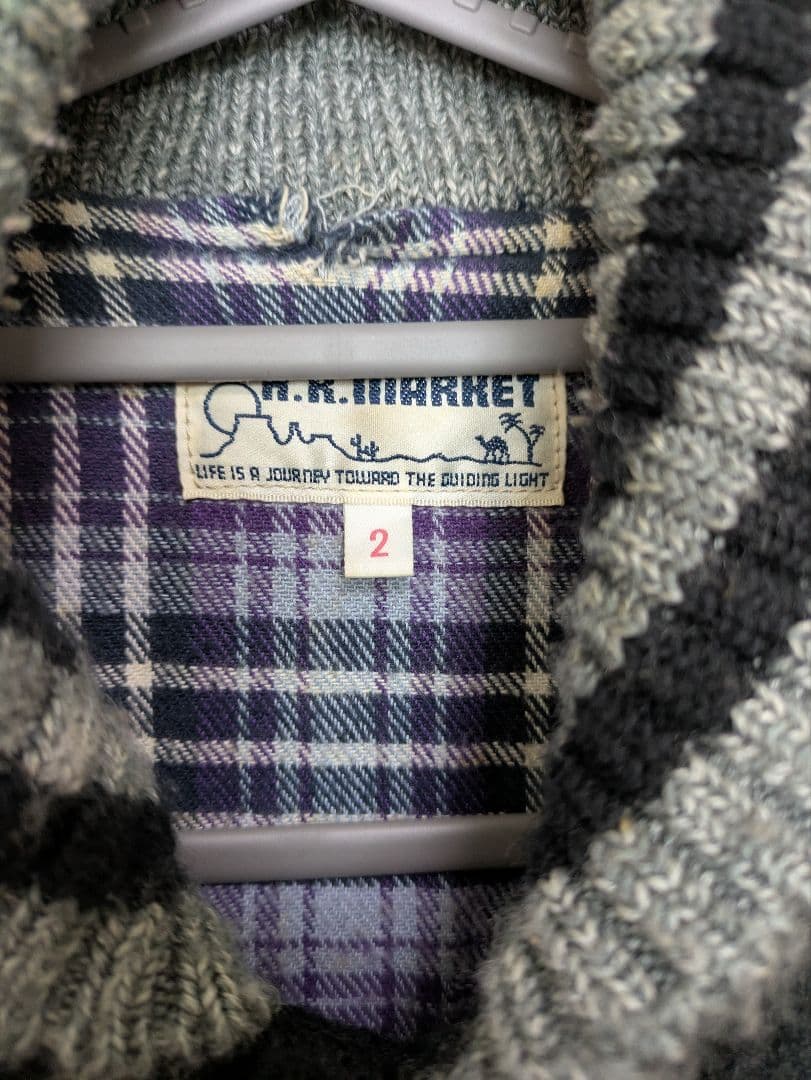 R.R.MARKET
LIFE IS A JOURNEY TOWARD THE GUIDING LIGHT
2